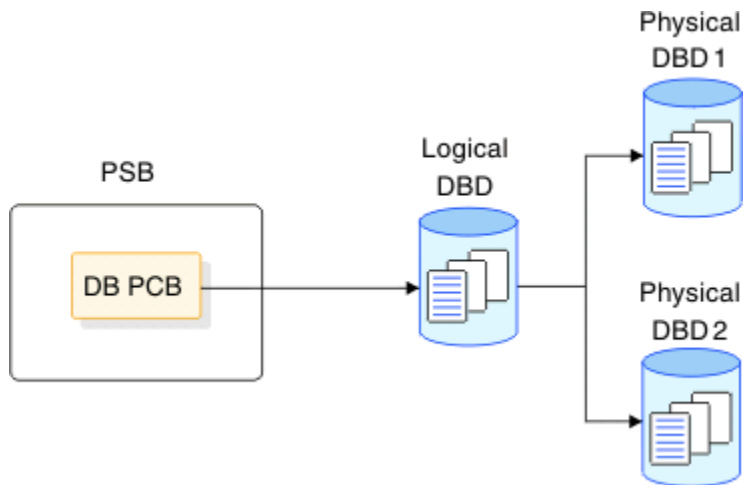 PSB
DB PCB
Logical
DBD
Physical
DBD 1
Physical
DBD 2